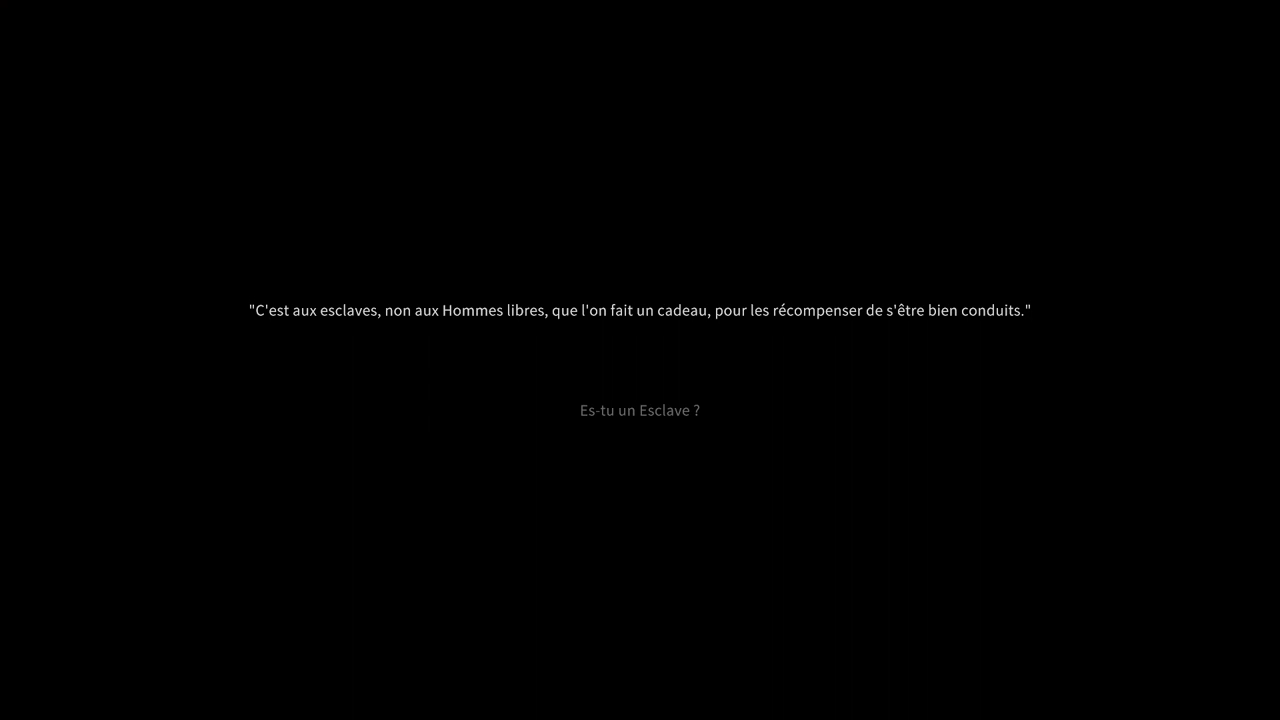 "C'est aux esclaves, non aux Hommes libres, que l'on fait un cadeau, pour les récompenser de s'être bien conduits."
Es-tu un Esclave ?